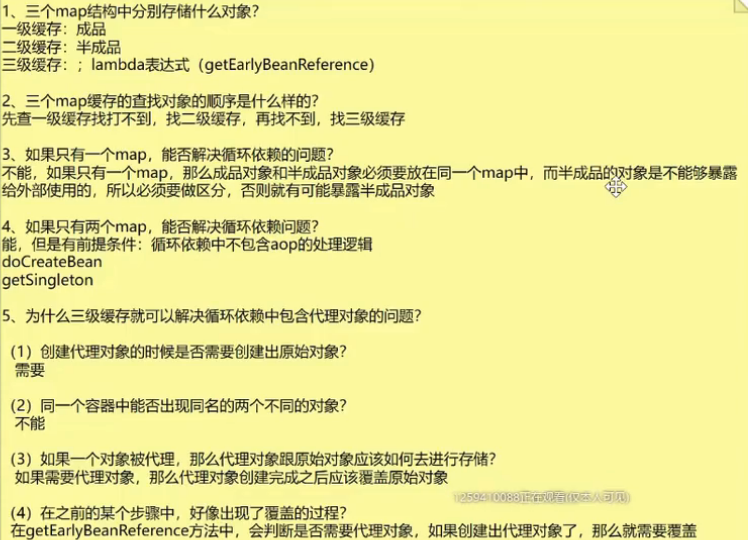 1、三个map结构中分别存储什么对象?
一级缓存：成品
二级缓存：半成品
三级缓存：；lambda表达式（getEarlyBeanReference）
2、三个map缓存的查找对象的顺序是什么样的?
先查一级缓存找打不到，找二级缓存，再找不到，找三级缓存
3、如果只有一个map，能否解决循环依赖的问题?
不能，如果只有一个map，那么成品对象和半成品对象必须要放在同一个map中，而半成品的对象是不能够暴露
给外部使用的，所以必须要做区分，否则就有可能暴露半成品对象
4、如果只有两个map，能否解决循环依赖问题?
能，但是有前提条件：循环依赖中不包含aop的处理逻辑
doCreateBean
getSingleton
5、为什么三级缓存就可以解决循环依赖中包含代理对象的问题?
（1）创建代理对象的时候是否需要创建出原始对象?
需要
（2）同一个容器中能否出现同名的两个不同的对象?
不能
（3）如果一个对象被代理，那么代理对象跟原始对象应该如何去进行存储?
如果需要代理对象，那么代理对象创建完成之后应该覆盖原始对象
1259410088正在观看(仅本人可见)
（4）在之前的某个步骤中，好像出现了覆盖的过程?
在getEarlyBeanReference方法中，会判断是否需要代理对象，如果创建出代理对象了，那么就需要覆盖